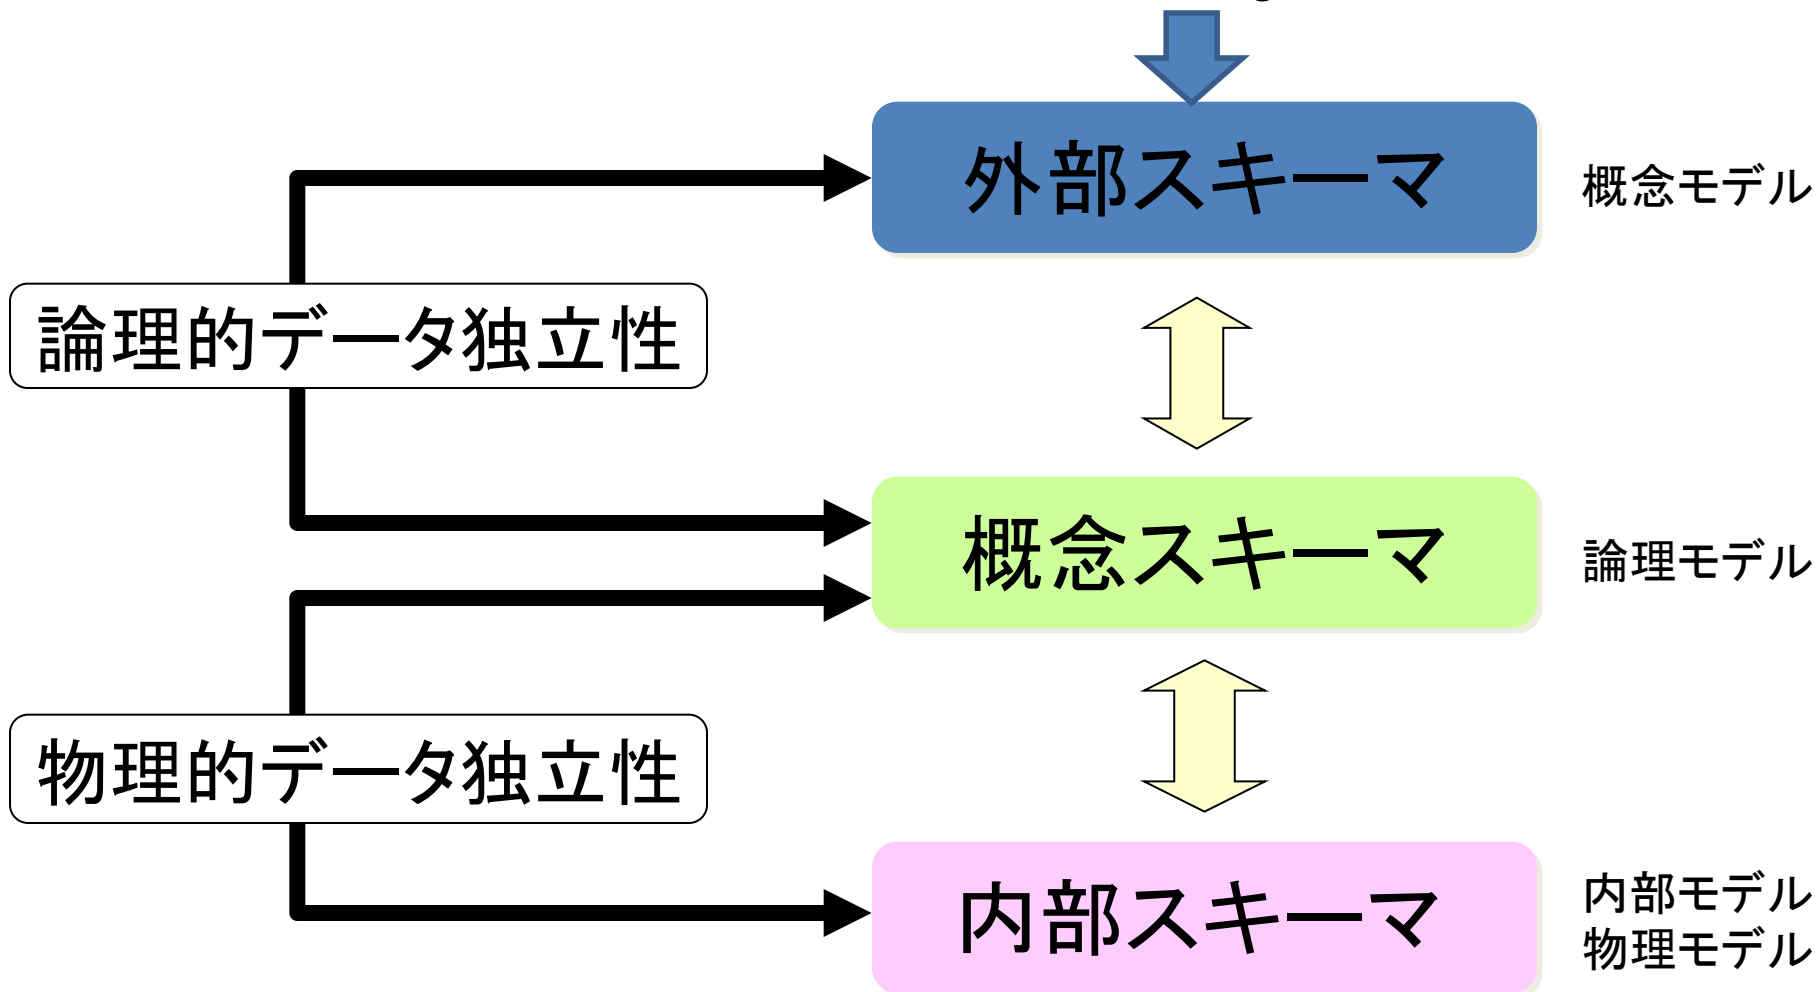 外部スキーマ
概念モデル
論理的データ独立性
概念スキーマ
論理モデル
物理的データ独立性
内部スキーマ
内部モデル
物理モデル